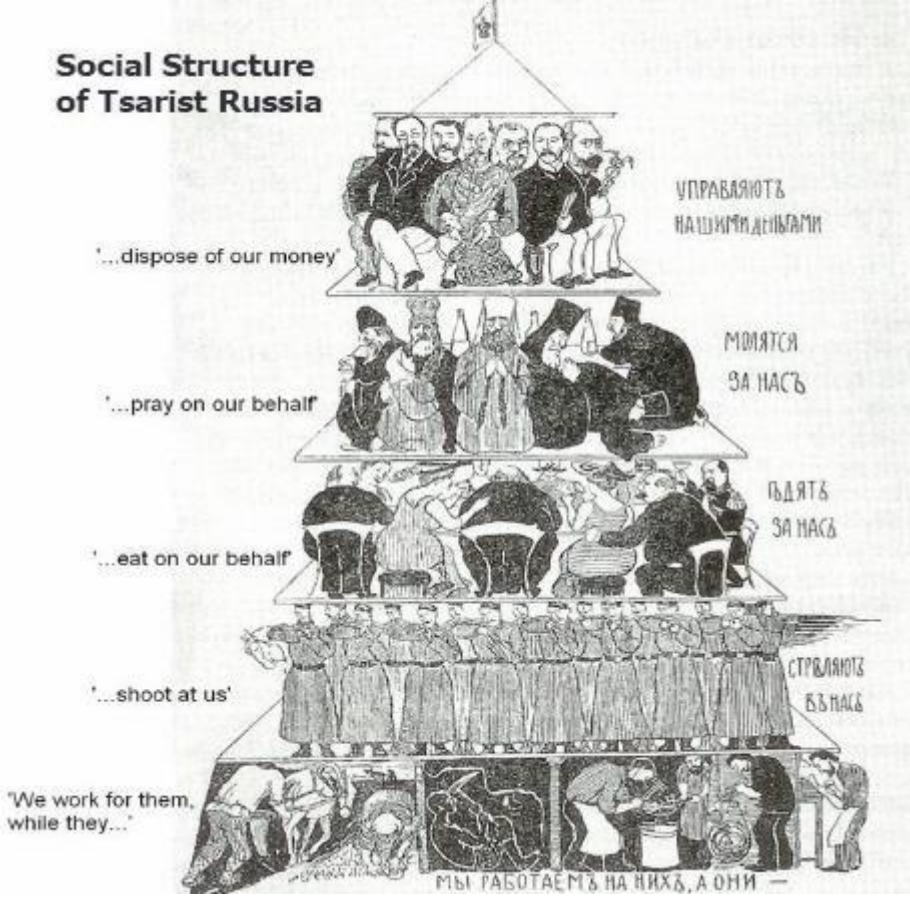 Social Structure
of Tsarist Russia
УПРАВЛЯЮТЪ
НАШИМИ ДЕНЬГАМИ
'...dispose of our money'
МОЛЯТСЯ
ЗА НАСЪ
'...pray on our behalf'
ѢДЯТЪ
ЗА НАСЪ
'...eat on our behalf'
СТРѢЛЯЮТЪ
ВЪ НАСЪ
'...shoot at us'
'We work for them,
while they...'
МЫ РАБОТАЕМЪ НА НИХЪ, А ОНИ —